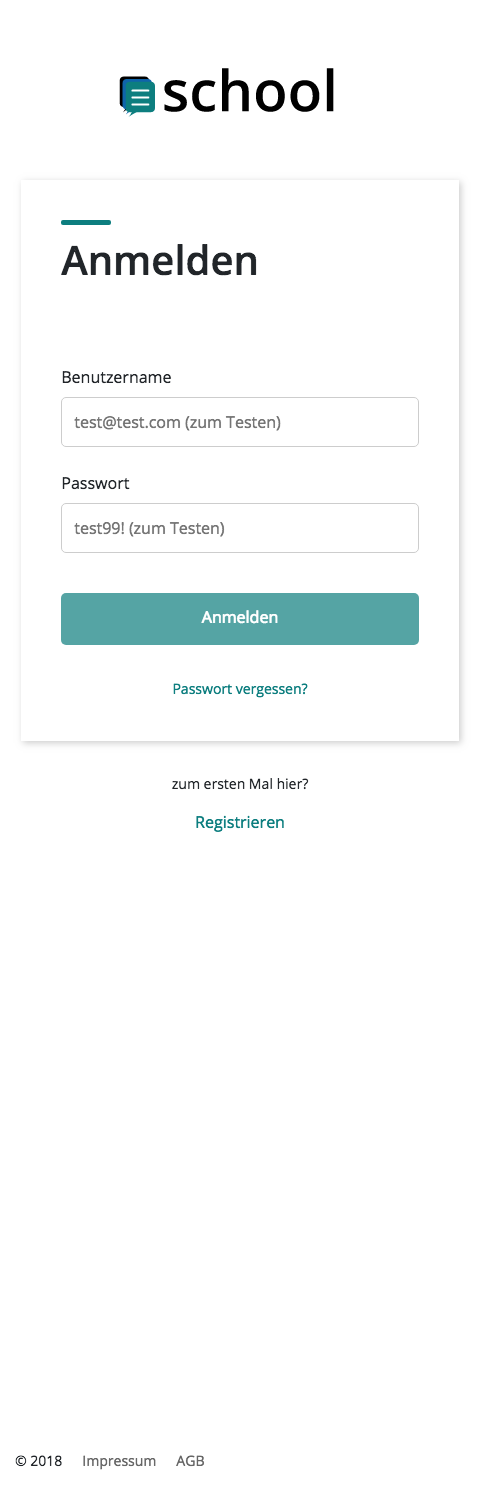 school
Anmelden
Benutzername
test@test.com (zum Testen)
Passwort
test99! (zum Testen)
Anmelden
Passwort vergessen?
zum ersten Mal hier?
Registrieren
© 2018 Impressum AGB